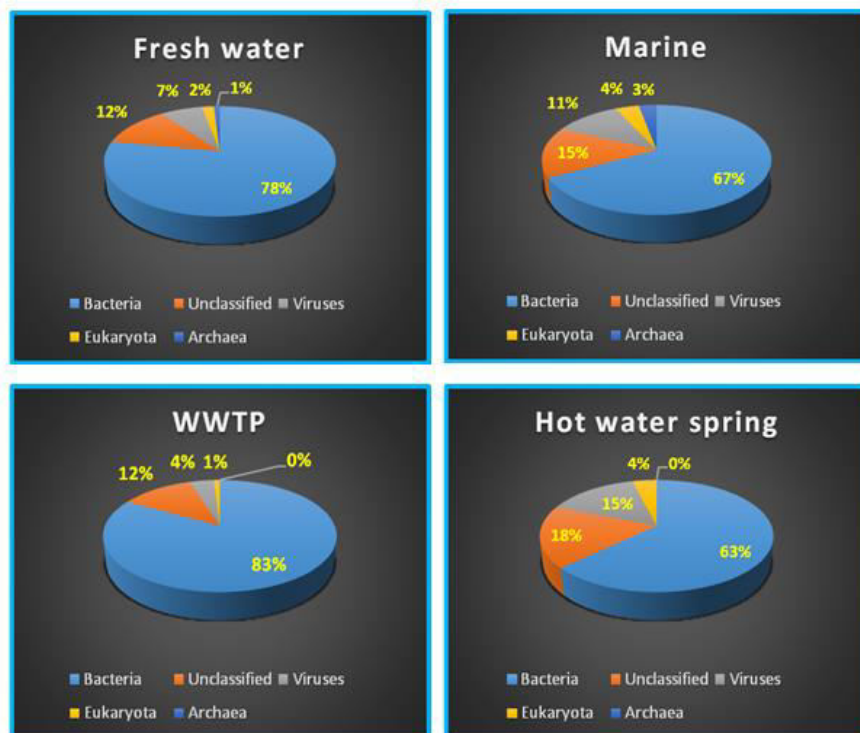 Fresh water
7% 2% 1%
12%
78%
Bacteria Unclassified Viruses
Eukaryota Archaea
Marine
4% 3%
11%
15%
67%
Bacteria Unclassified Viruses
Eukaryota Archaea
WWTP
4% 1% 0%
12%
83%
Bacteria Unclassified Viruses
Eukaryota Archaea
Hot water spring
4% 0%
15%
18%
63%
Bacteria Unclassified Viruses
Eukaryota Archaea